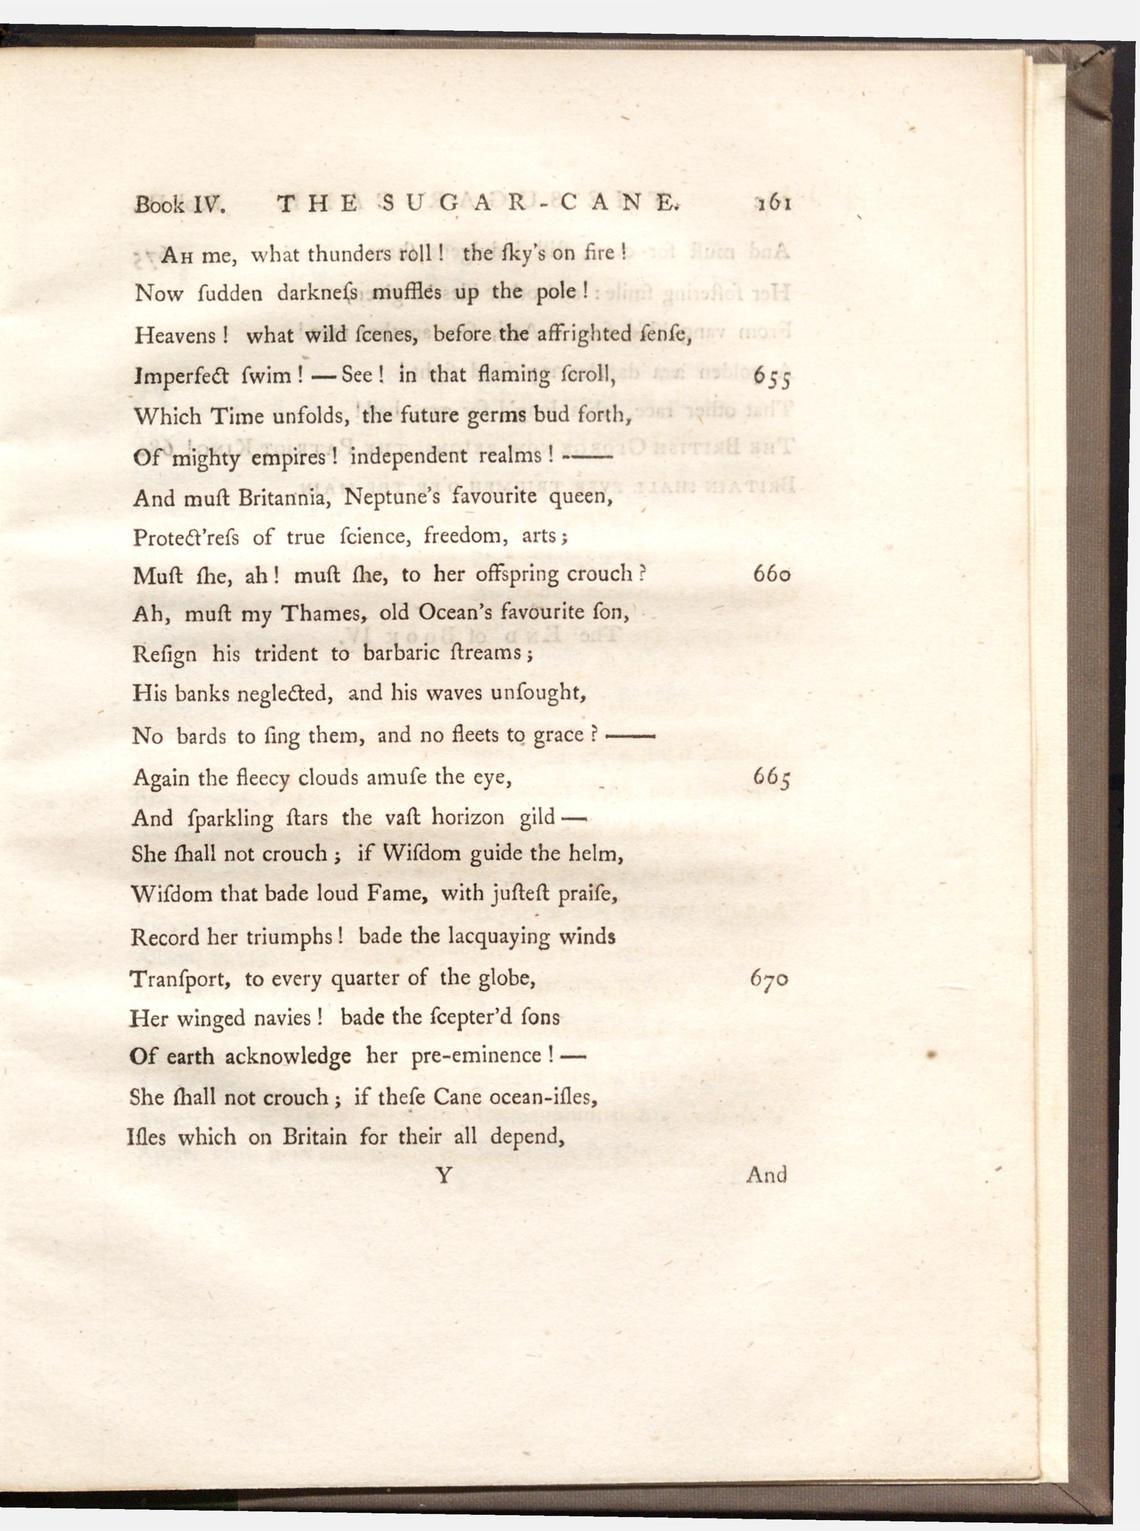 Book IV. THE SUGAR-CANE. 161
AH me, what thunders roll! the ſky's on fire!
Now ſudden darkneſs muffles up the pole!
Heavens! what wild ſcenes, before the affrighted ſenſe,
Imperfect ſwim!—See! in that flaming ſcroll, 655
Which Time unfolds, the future germs bud forth,
Of mighty empires! independent realms!——
And muſt Britannia, Neptune's favourite queen,
Protect'reſs of true ſcience, freedom, arts;
Muſt ſhe, ah! muſt ſhe, to her offspring crouch? 660
Ah, muſt my Thames, old Ocean's favourite ſon,
Reſign his trident to barbaric ſtreams;
His banks neglected, and his waves unſought,
No bards to ſing them, and no fleets to grace?——
Again the fleecy clouds amuſe the eye, 665
And ſparkling ſtars the vaſt horizon gild—
She ſhall not crouch; if Wiſdom guide the helm,
Wiſdom that bade loud Fame, with juſteſt praiſe,
Record her triumphs! bade the lacquaying winds
Tranſport, to every quarter of the globe, 670
Her winged navies! bade the ſcepter'd ſons
Of earth acknowledge her pre-eminence!—
She ſhall not crouch; if theſe Cane ocean-iſles,
Iſles which on Britain for their all depend,
Y And